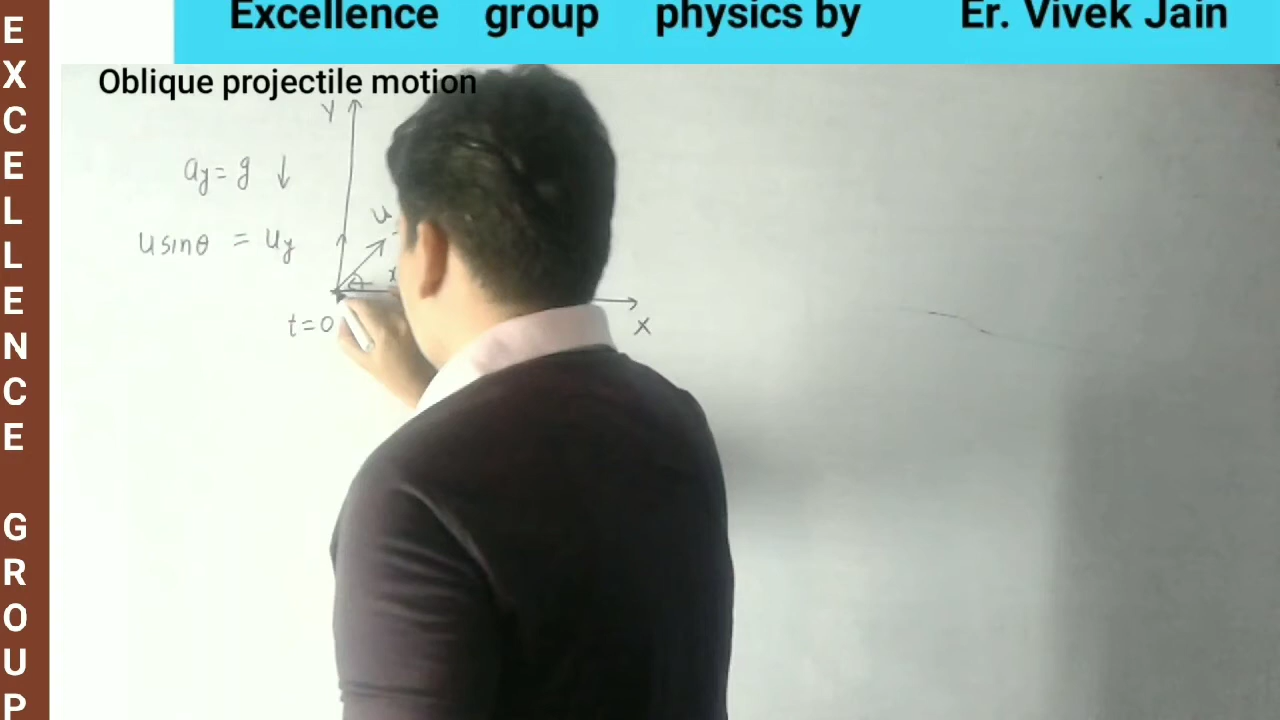 Excellence group physics by Er. Vivek Jain
EXCELLENCE GROUP
Oblique projectile motion
Y
ay = g ↓
u
usinθ = uy
θ
t = 0
X